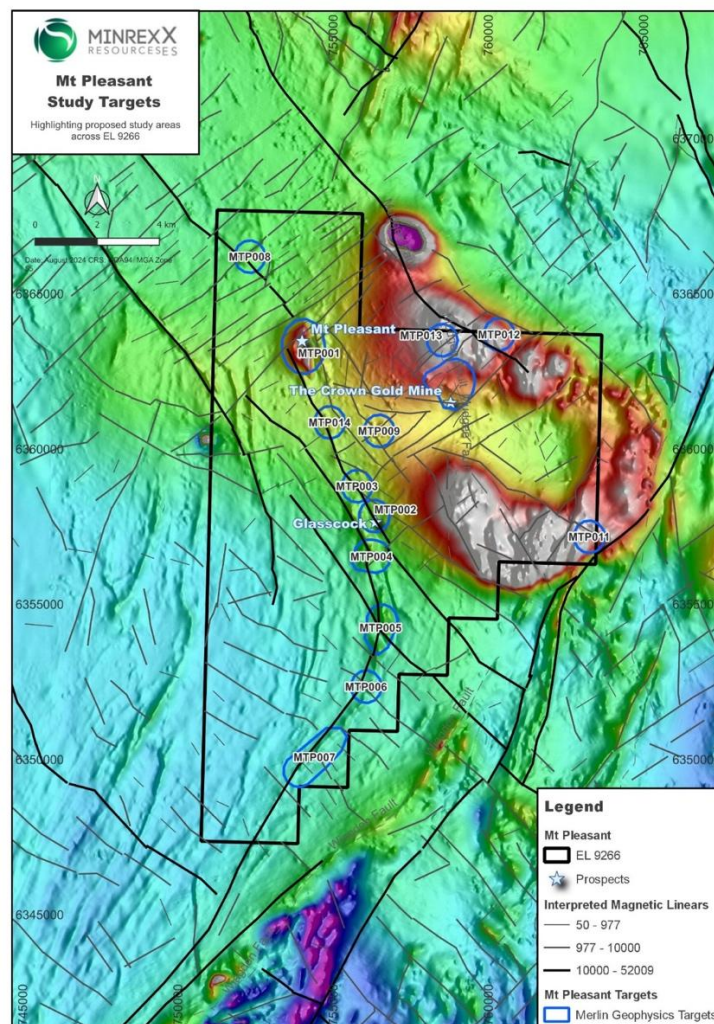 MINREXX
RESOURCESES
Mt Pleasant
Study Targets
Highlighting proposed study areas
across EL 9266
N
0 2 4 km
755000
760000
765000
6370000
6365000
6365000
MTP008
Mt Pleasant
MTP001
MTP013
MTP012
The Crown Gold Mine
MTP014
MTP009
6360000
MTP003
MTP002
Glasscock
MTP004
MTP011
6355000
6355000
MTP005
MTP006
Fault
6350000
6350000
MTP007
Fault
6345000
745000
750000
Legend
Mt Pleasant
EL 9266
Prospects
Interpreted Magnetic Linears
50 - 977
977 - 10000
10000 - 52009
Mt Pleasant Targets
Merlin Geophysics Targets